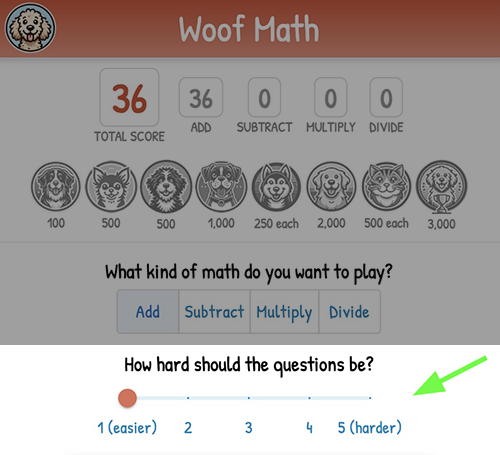 Woof Math
36 36 0 0 0
TOTAL SCORE ADD SUBTRACT MULTIPLY DIVIDE
100 500 500 1,000 250 each 2,000 500 each 3,000
What kind of math do you want to play?
Add Subtract Multiply Divide
How hard should the questions be?
1 (easier) 2 3 4 5 (harder)